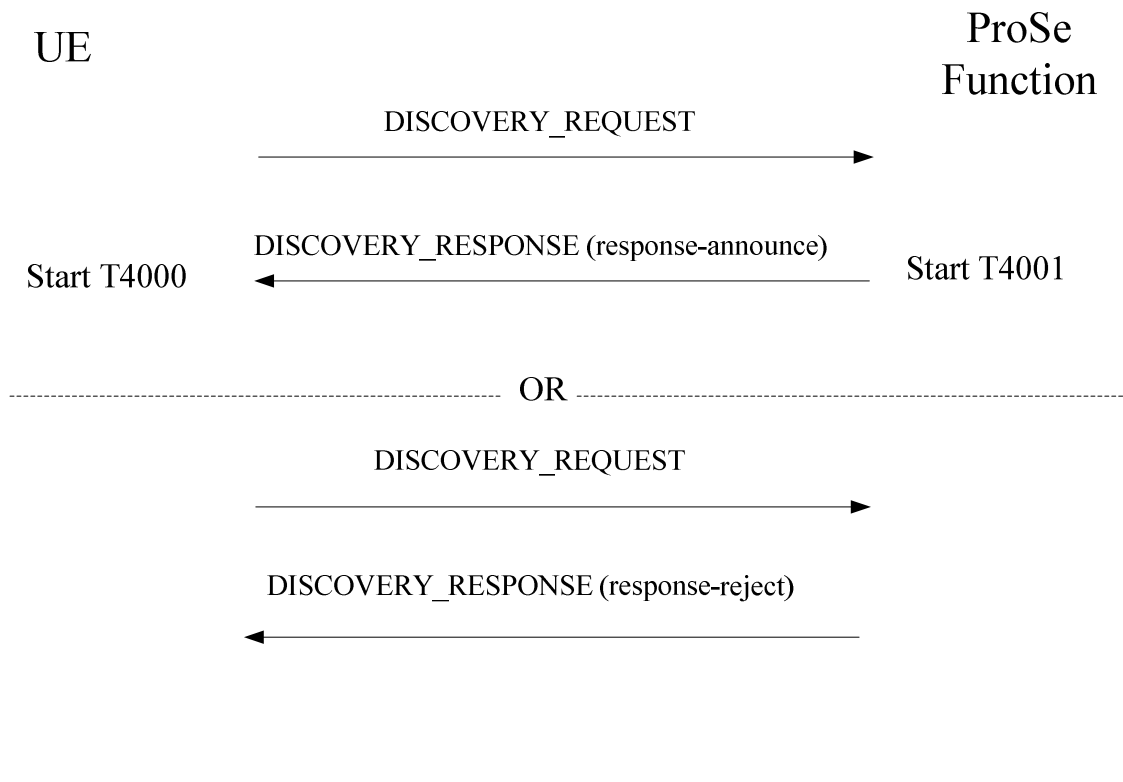 UE
ProSe
Function
DISCOVERY_REQUEST
DISCOVERY_RESPONSE (response-announce)
Start T4000
Start T4001
OR
DISCOVERY_REQUEST
DISCOVERY_RESPONSE (response-reject)